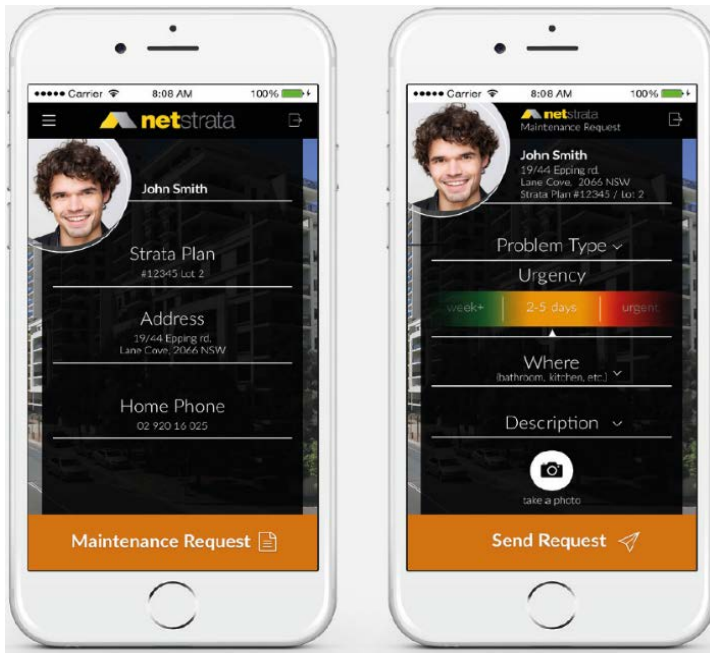 Carrier 8:08 AM 100%
netstrata
John Smith
Strata Plan
#12345 Lot 2
Address
19/44 Epping rd.
Lane Cove, 2066 NSW
Home Phone
02 920 16 025
Maintenance Request
Carrier 8:08 AM 100%
netstrata
Maintenance Request
John Smith
19/44 Epping rd.
Lane Cove, 2066 NSW
Strata Plan #12345 / Lot 2
Problem Type
Urgency
week+ 2-5 days urgent
Where
(bathroom, kitchen, etc.)
Description
take a photo
Send Request